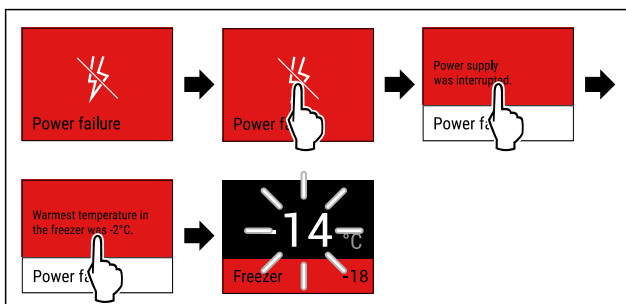 Power failure
Power fa
Power supply
was interrupted.
Power fa
Warmest temperature in
the freezer was -2°C.
Power fa
-14 °C
Freezer -18